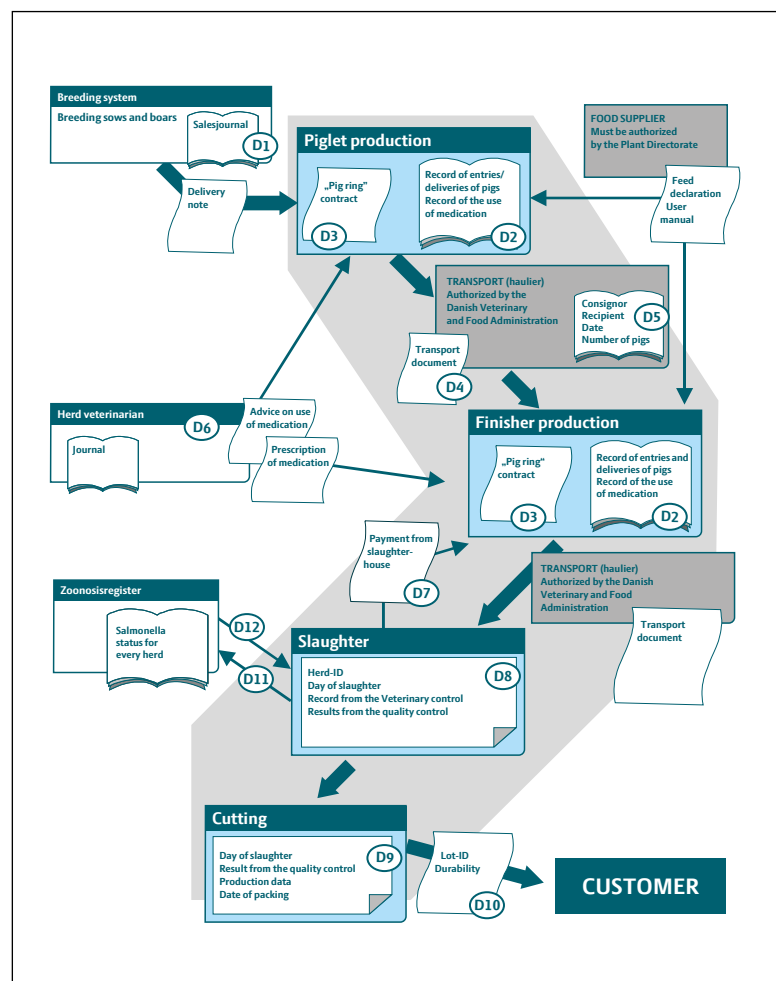 Breeding system
Breeding sows and boars
Salesjournal
D1
Delivery
note
Piglet production
„Pig ring"
contract
D3
Record of entries/
deliveries of pigs
Record of the use
of medication
D2
FOOD SUPPLIER
Must be authorized
by the Plant Directorate
Feed
declaration
User
manual
TRANSPORT (haulier)
Authorized by the
Danish Veterinary
and Food Administration
Consignor
Recipient
Date
Number of pigs
D5
Transport
document
D4
Herd veterinarian
D6
Journal
Advice on use
of medication
Prescription
of medication
Finisher production
„Pig ring"
contract
D3
Record of entries and
deliveries of pigs
Record of the use
of medication
D2
Payment from
slaughter-
house
D7
TRANSPORT (haulier)
Authorized by the Danish
Veterinary and Food
Administration
Transport
document
Zoonosisregister
Salmonella
status for
every herd
D12
D11
Slaughter
Herd-ID
Day of slaughter
Record from the Veterinary control
Results from the quality control
D8
Cutting
Day of slaughter
Result from the quality control
Production data
Date of packing
D9
Lot-ID
Durability
D10
CUSTOMER